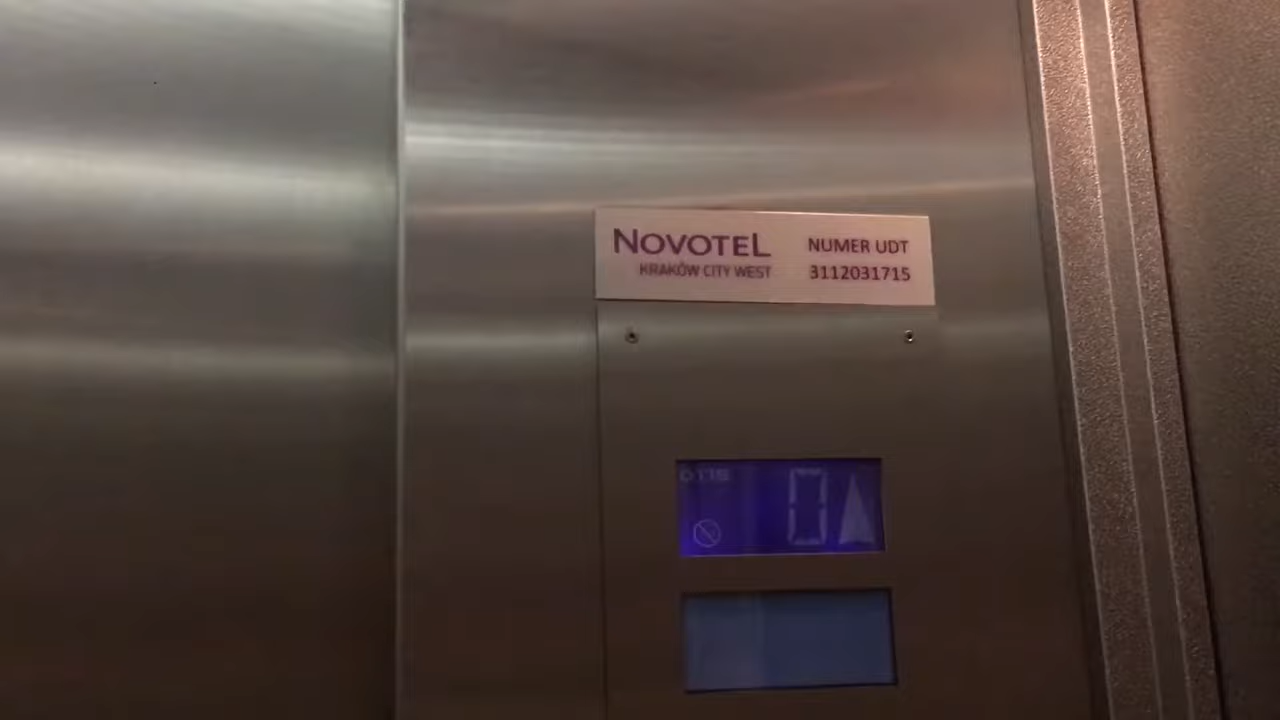 NOVOTEL
KRAKÓW CITY WEST
NUMER UDT
3112031715
0